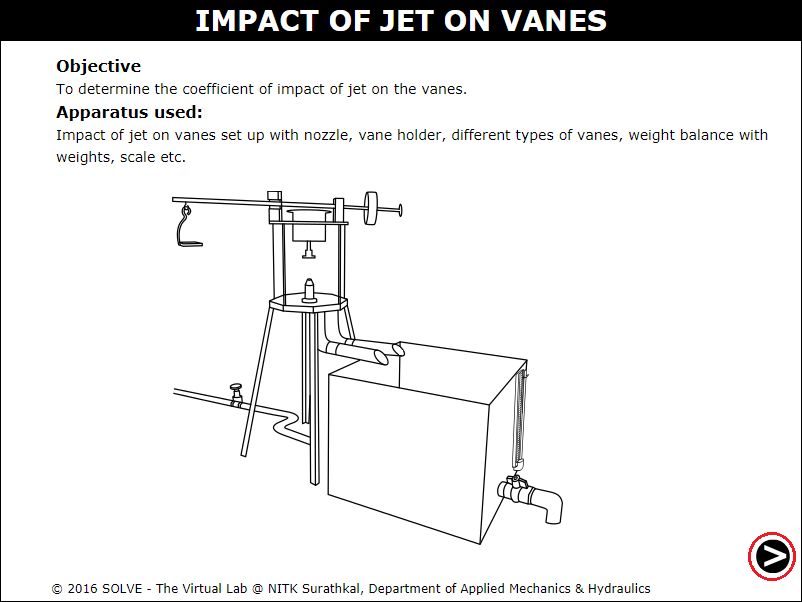 IMPACT OF JET ON VANES
Objective
To determine the coefficient of impact of jet on the vanes.
Apparatus used:
Impact of jet on vanes set up with nozzle, vane holder, different types of vanes, weight balance with
weights, scale etc.
© 2016 SOLVE - The Virtual Lab @ NITK Surathkal, Department of Applied Mechanics & Hydraulics